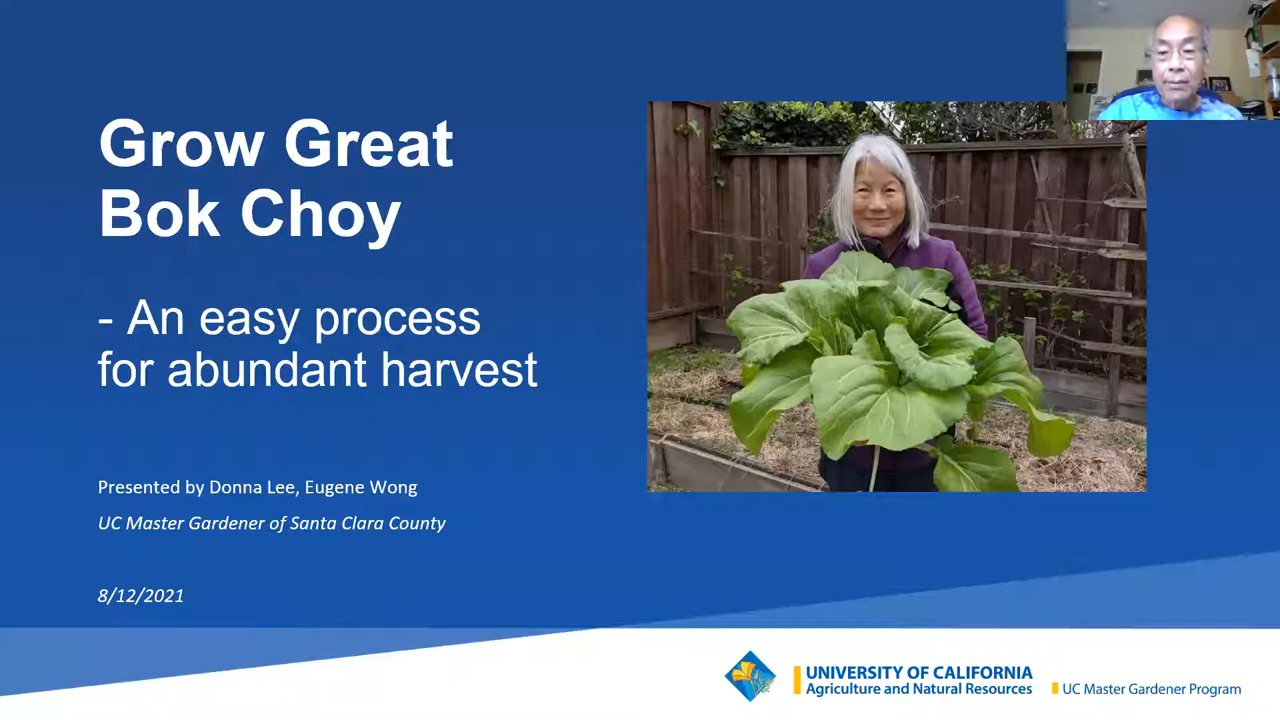 Grow Great
Bok Choy
- An easy process
for abundant harvest
Presented by Donna Lee, Eugene Wong
UC Master Gardener of Santa Clara County
8/12/2021
UNIVERSITY OF CALIFORNIA
Agriculture and Natural Resources
UC Master Gardener Program